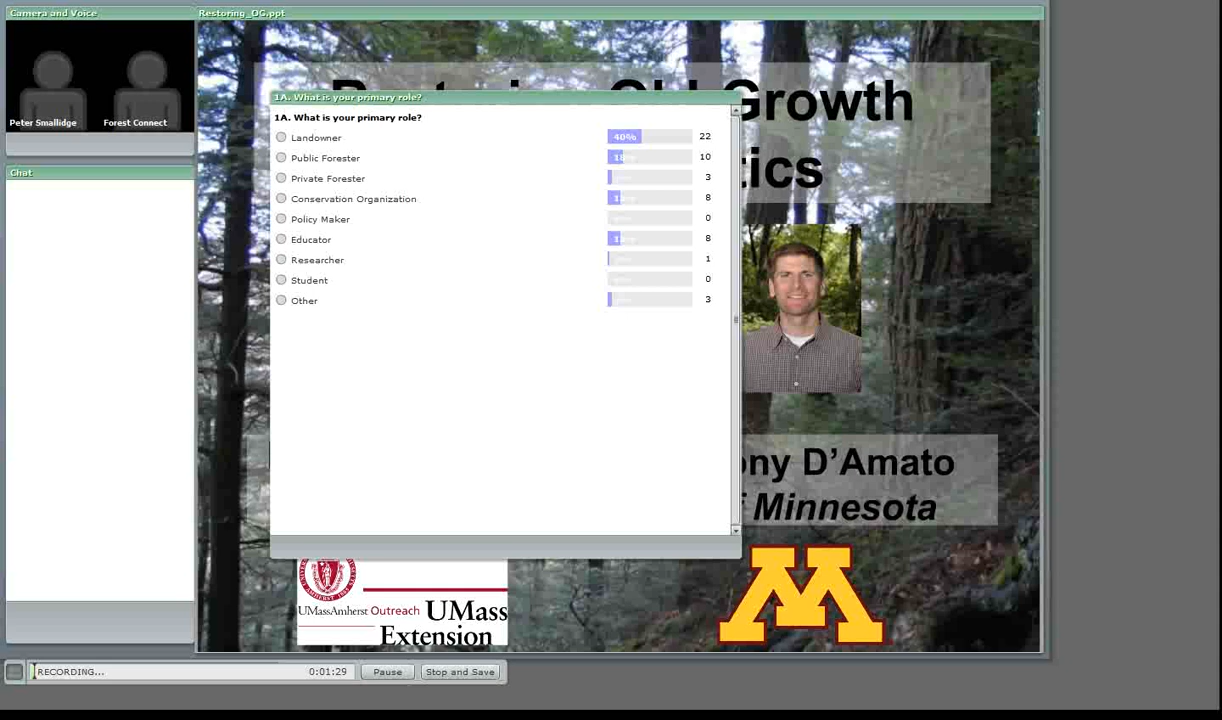 Camera and Voice
Restoring_OG.ppt
Peter Smallidge
Forest Connect
Chat
Growth
tics
1A. What is your primary role?
1A. What is your primary role?
Landowner 40% 22
Public Forester 10
Private Forester 3
Conservation Organization 8
Policy Maker 0
Educator 8
Researcher 1
Student 0
Other 3
ony D'Amato
Minnesota
UMassAmherst Outreach UMass
Extension
M
RECORDING... 0:01:29 Pause Stop and Save